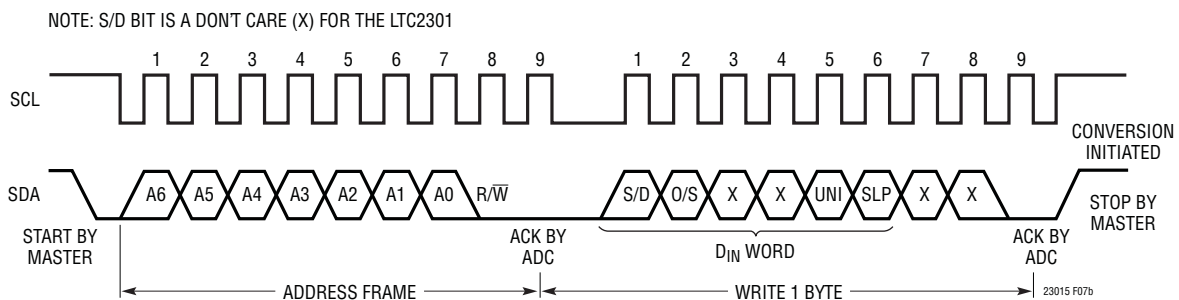 NOTE: S/D BIT IS A DON'T CARE (X) FOR THE LTC2301
1 2 3 4 5 6 7 8 9 1 2 3 4 5 6 7 8 9
SCL
CONVERSION
INITIATED
SDA A6 A5 A4 A3 A2 A1 A0 R/W̅ S/D O/S X X UNI SLP X X
STOP BY
MASTER
START BY
MASTER
ACK BY
ADC
DIN WORD
ACK BY
ADC
ADDRESS FRAME WRITE 1 BYTE 23015 F07b